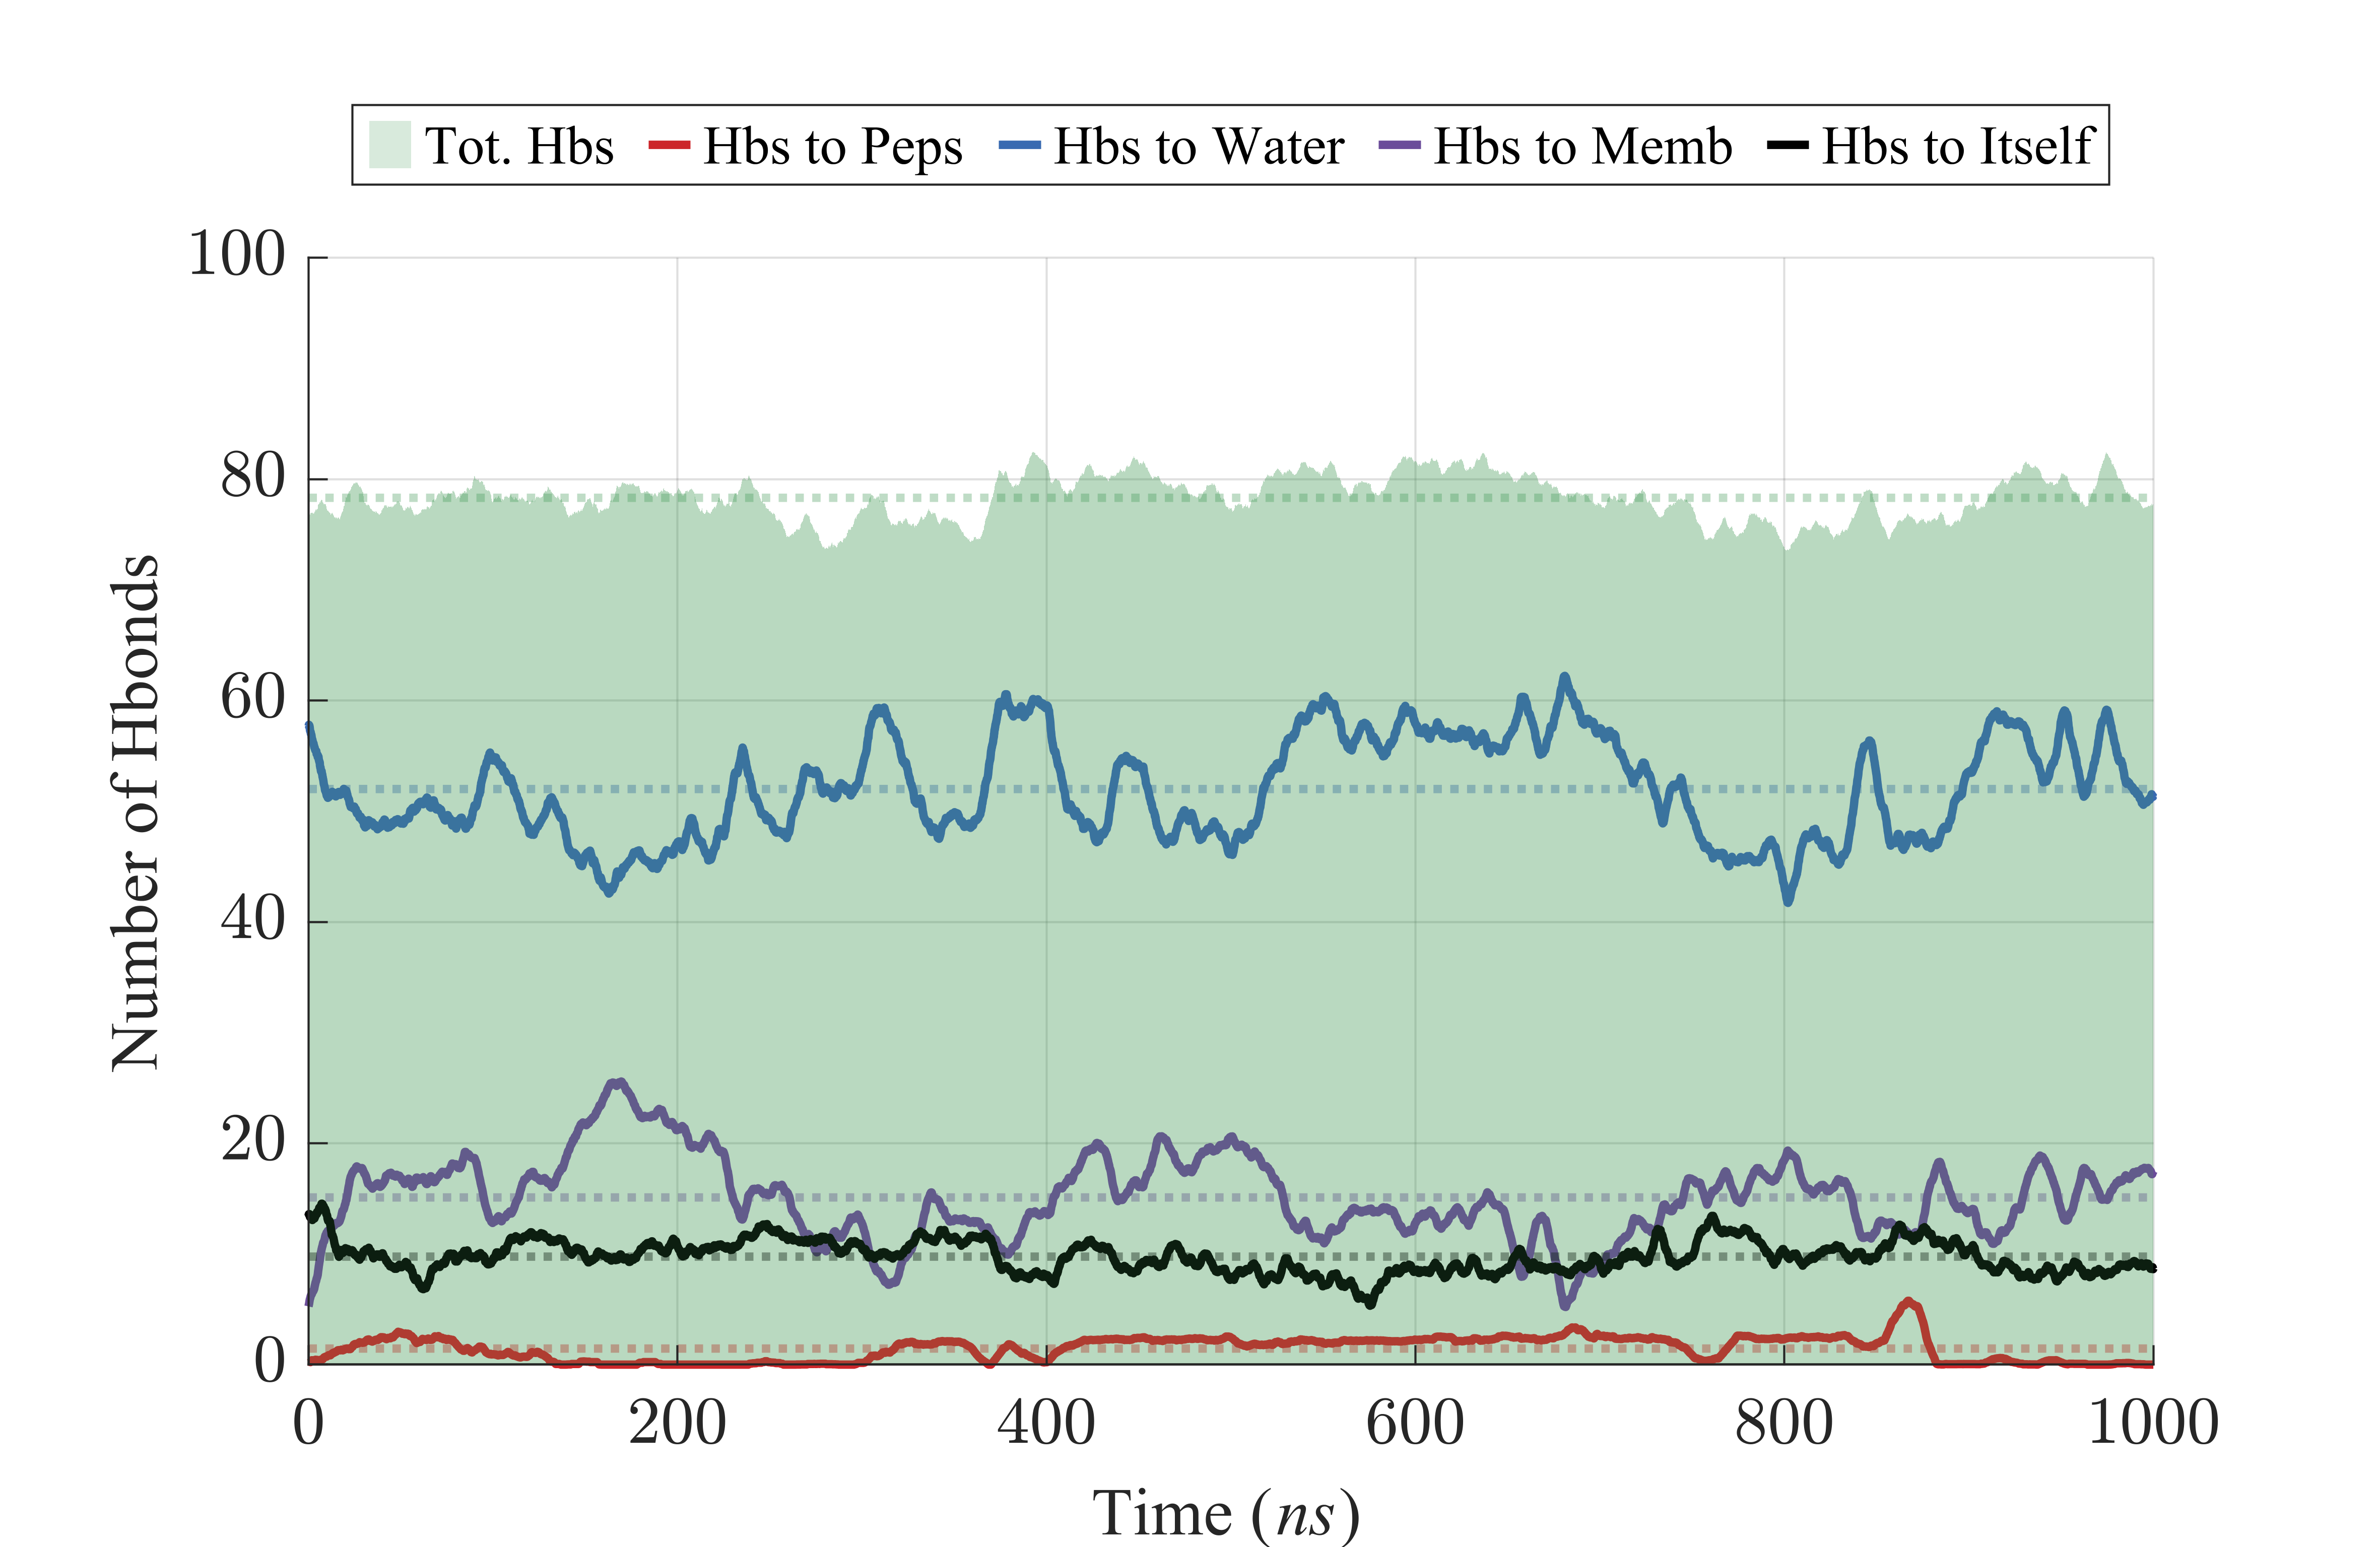 Tot. Hbs Hbs to Peps Hbs to Water Hbs to Memb Hbs to Itself
100
80
60
40
20
0
Number of Hbonds
0 200 400 600 800 1000
Time (ns)